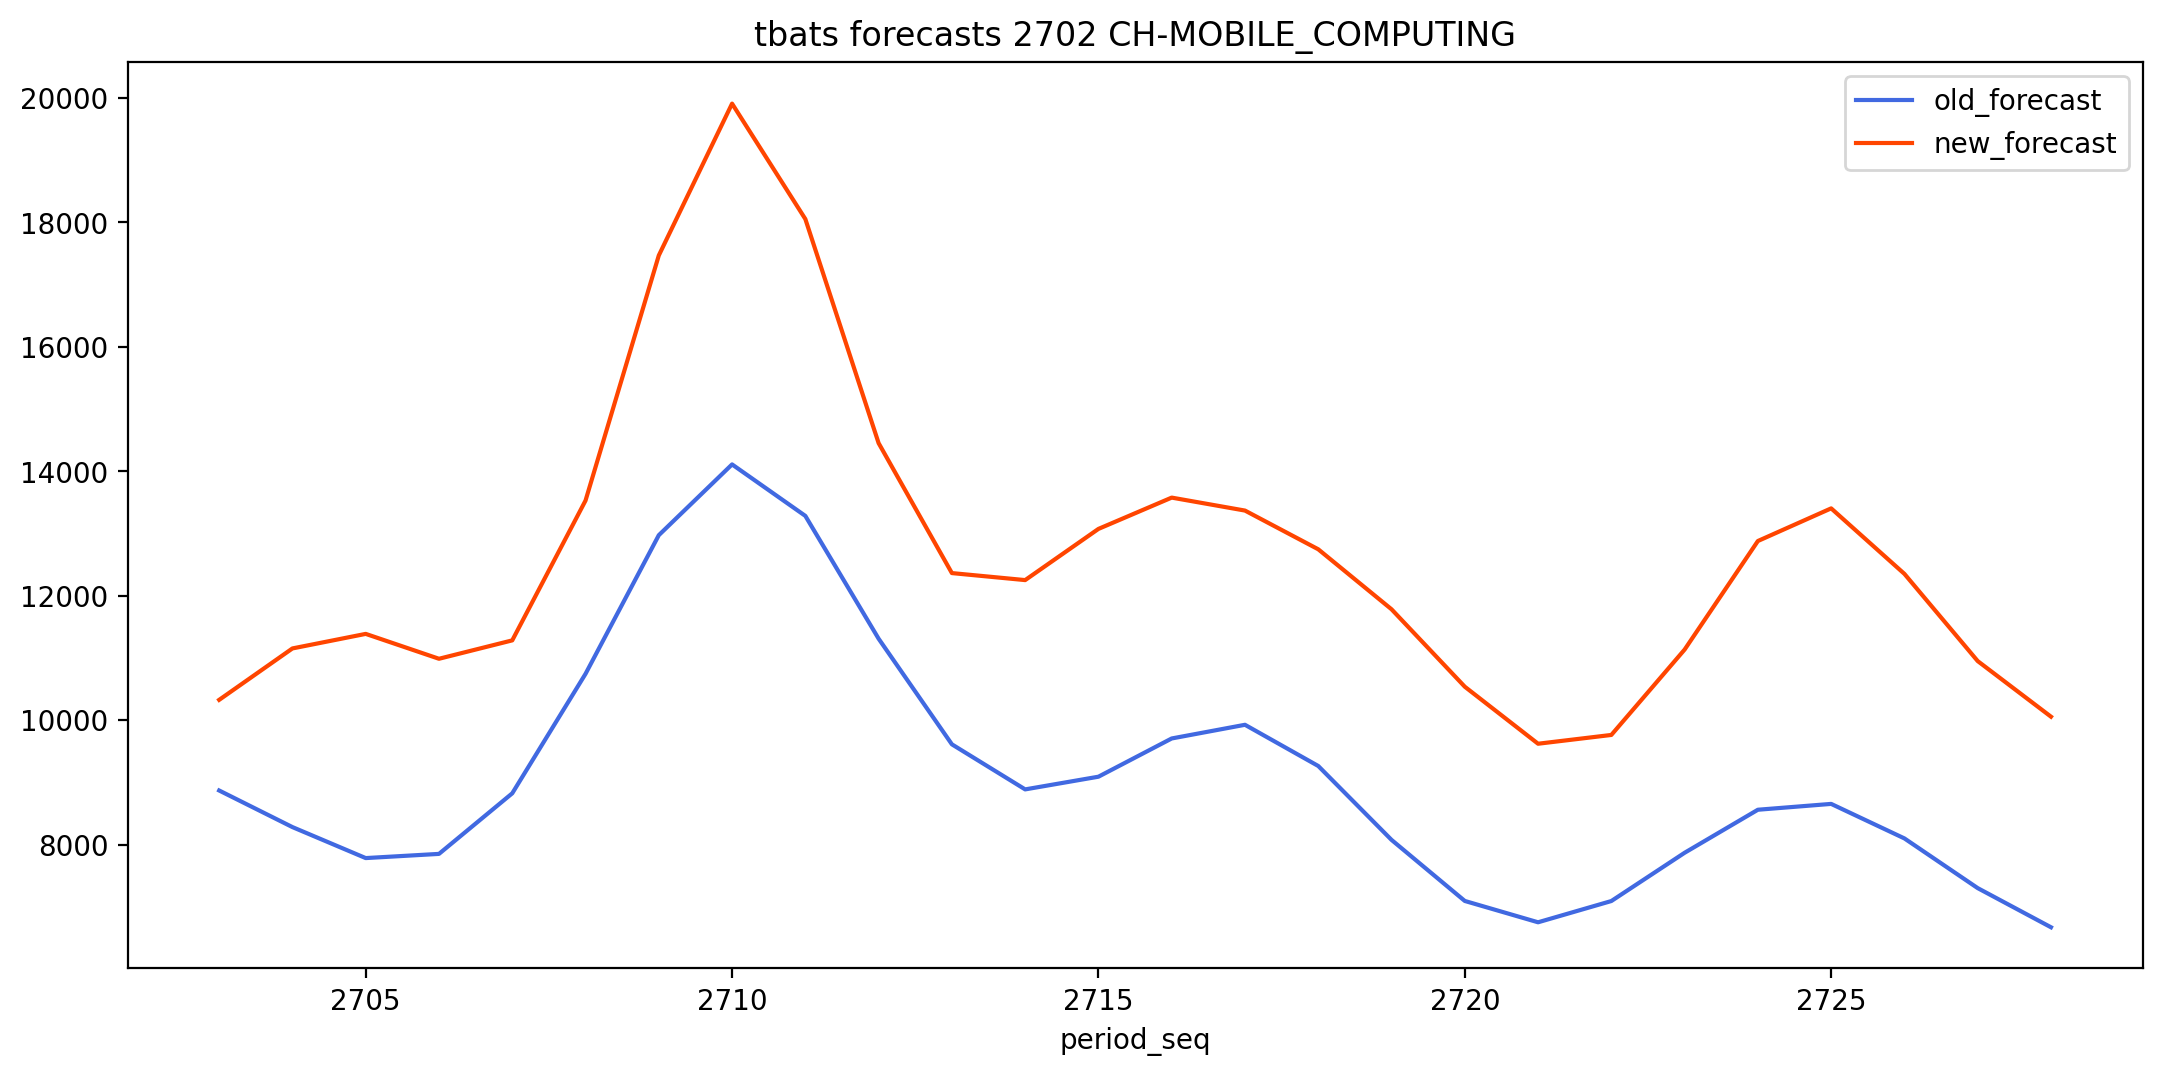 tbats forecasts 2702 CH-MOBILE_COMPUTING
old_forecast
new_forecast
20000
18000
16000
14000
12000
10000
8000
2705 2710 2715 2720 2725
period_seq